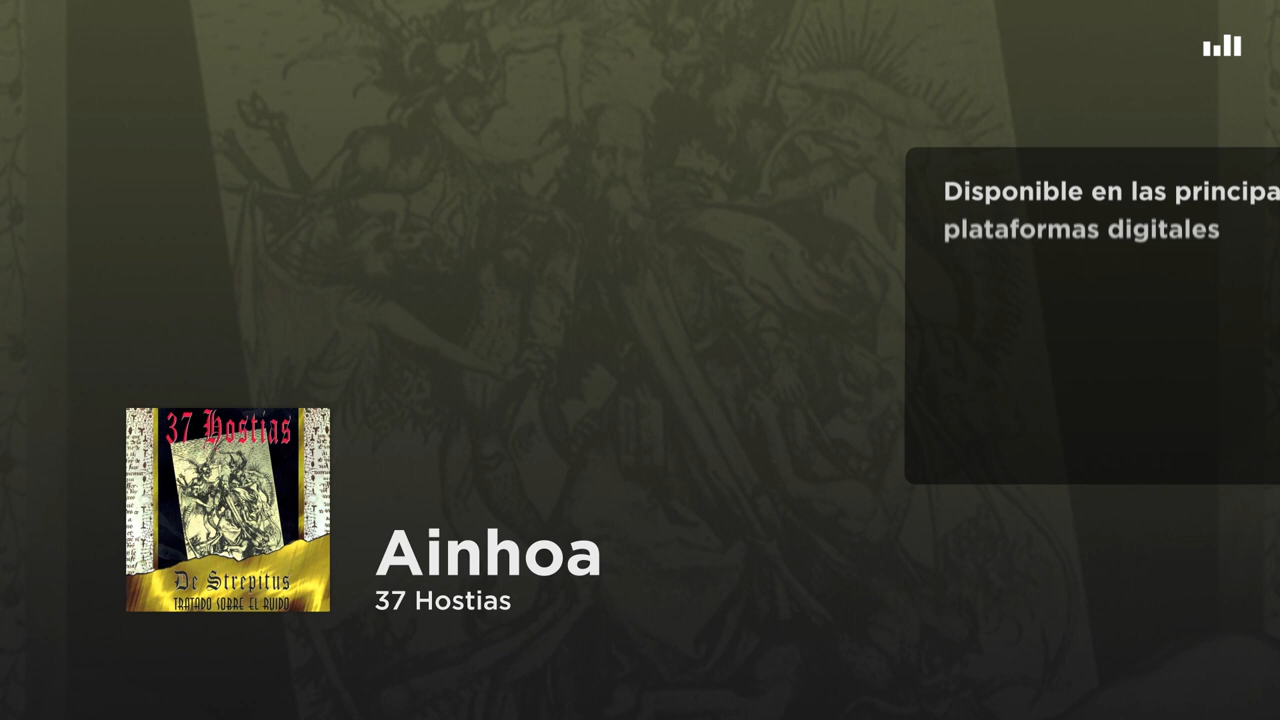 Disponible en las principa
plataformas digitales
37 Hostias
De Strepitus
TRATADO SOBRE EL RUIDO
Ainhoa
37 Hostias